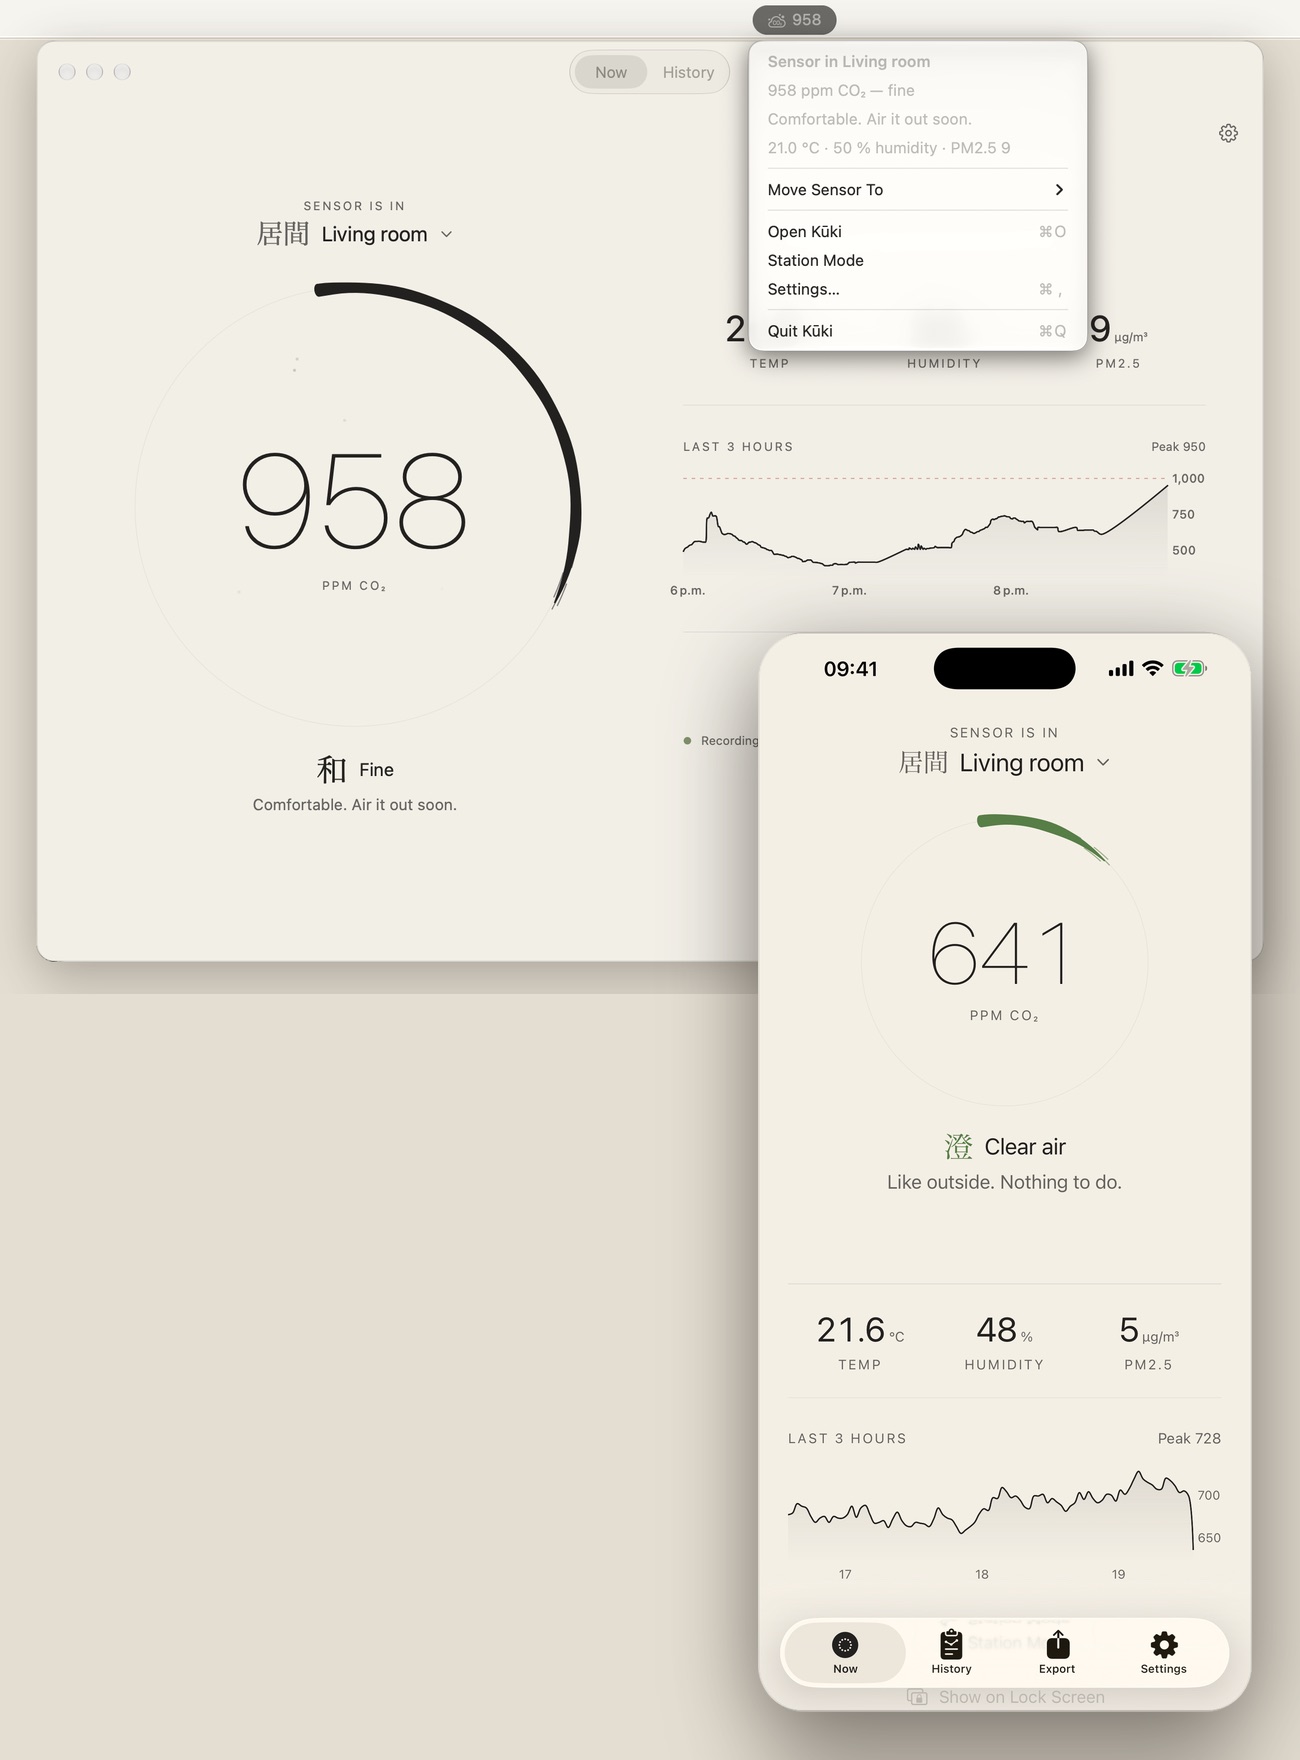 958
Now History
Sensor in Living room
958 ppm CO₂ — fine
Comfortable. Air it out soon.
21.0 °C · 50 % humidity · PM2.5 9
Move Sensor To
Open Kūki ⌘O
Station Mode
Settings... ⌘ ,
Quit Kūki ⌘Q
SENSOR IS IN
居間 Living room
958
PPM CO₂
和 Fine
Comfortable. Air it out soon.
2 9 µg/m³
TEMP HUMIDITY PM2.5
LAST 3 HOURS Peak 950
1,000
750
500
6 p.m. 7 p.m. 8 p.m.
Recording
09:41
SENSOR IS IN
居間 Living room
641
PPM CO₂
澄 Clear air
Like outside. Nothing to do.
21.6 °C 48 % 5 µg/m³
TEMP HUMIDITY PM2.5
LAST 3 HOURS Peak 728
700
650
17 18 19
Station M
Now History Export Settings
Show on Lock Screen